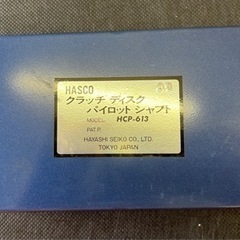 HASCO
クラッチ ディスク
パイロット シャフト
MODEL HCP-613
PAT.P.
HAYASHI SEIKO CO., LTD.
TOKYO JAPAN